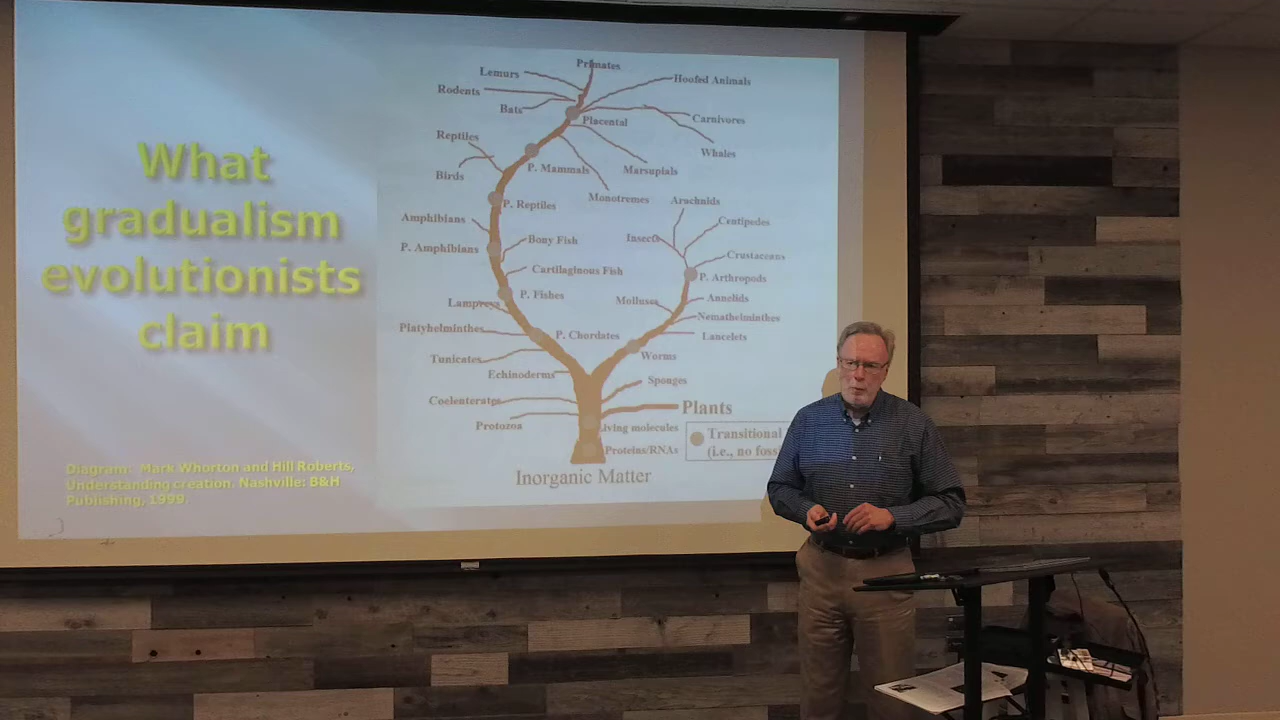 What
gradualism
evolutionists
claim
Diagram: Mark Whorton and Hill Roberts,
Understanding creation. Nashville: B&H
Publishing, 1999.
Primates
Lemurs
Hoofed Animals
Rodents
Bats
Placental
Carnivores
Reptiles
Whales
P. Mammals
Marsupials
Birds
Monotremes
Arachnids
P. Reptiles
Amphibians
Centipedes
Bony Fish
Insects
P. Amphibians
Crustaceans
Cartilaginous Fish
P. Arthropods
P. Fishes
Molluscs
Annelids
Lampreys
Nemathelminthes
Platyhelminthes
P. Chordates
Lancelets
Tunicates
Worms
Echinoderms
Sponges
Coelenterates
Plants
Protozoa
Living molecules
Transitional
Proteins/RNAs
(i.e., no foss
Inorganic Matter